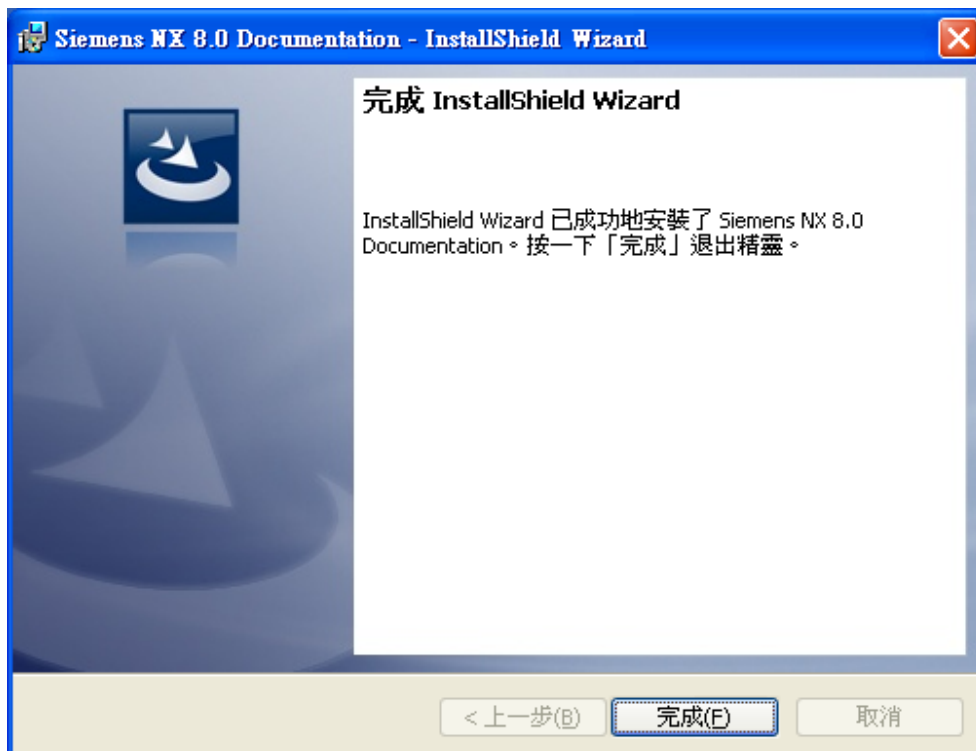 Siemens NX 8.0 Documentation - InstallShield Wizard
完成 InstallShield Wizard
InstallShield Wizard 已成功地安裝了 Siemens NX 8.0
Documentation。按一下「完成」退出精靈。
< 上一步(B) 完成(F) 取消